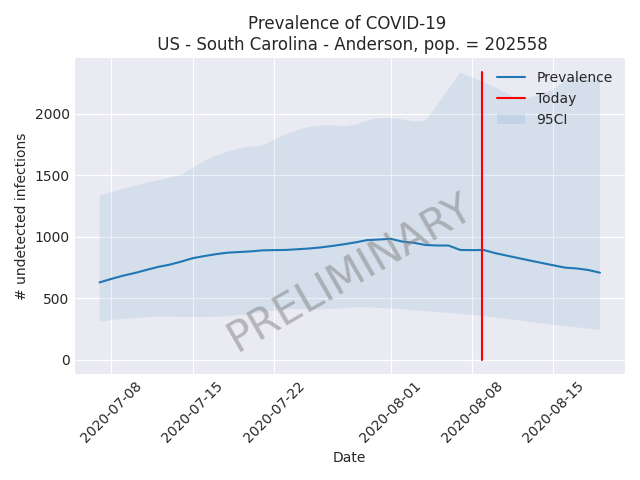 Prevalence of COVID-19
US - South Carolina - Anderson, pop. = 202558
# undetected infections
2000
1500
1000
500
0
Prevalence
Today
95CI
PRELIMINARY
2020-07-08
2020-07-15
2020-07-22
2020-08-01
2020-08-08
2020-08-15
Date